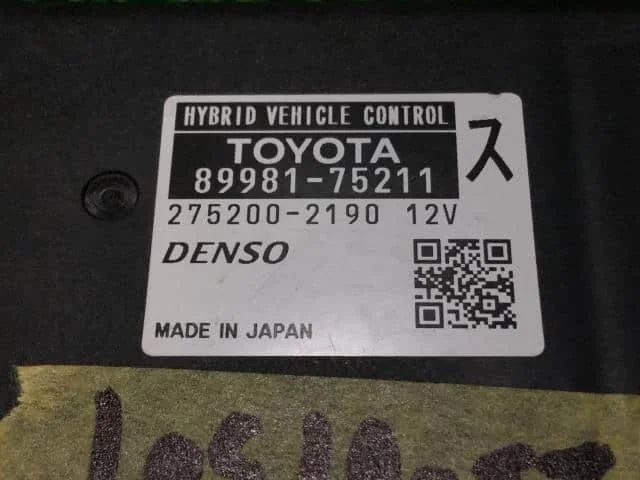 HYBRID VEHICLE CONTROL
TOYOTA
ス
89981-75211
275200-2190 12V
DENSO
MADE IN JAPAN